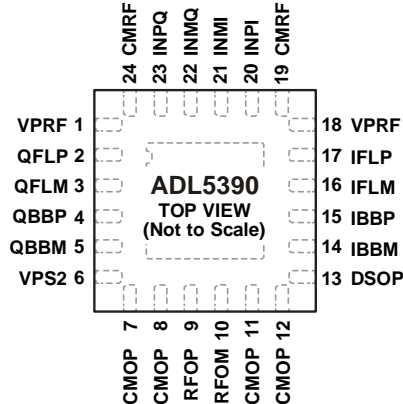 24 CMRF
23 INPQ
22 INMQ
21 INMI
20 INPI
19 CMRF
VPRF 1
QFLP 2
QFLM 3
QBBP 4
QBBM 5
VPS2 6
ADL5390
TOP VIEW
(Not to Scale)
18 VPRF
17 IFLP
16 IFLM
15 IBBP
14 IBBM
13 DSOP
CMOP 7
CMOP 8
RFOP 9
RFOM 10
CMOP 11
CMOP 12